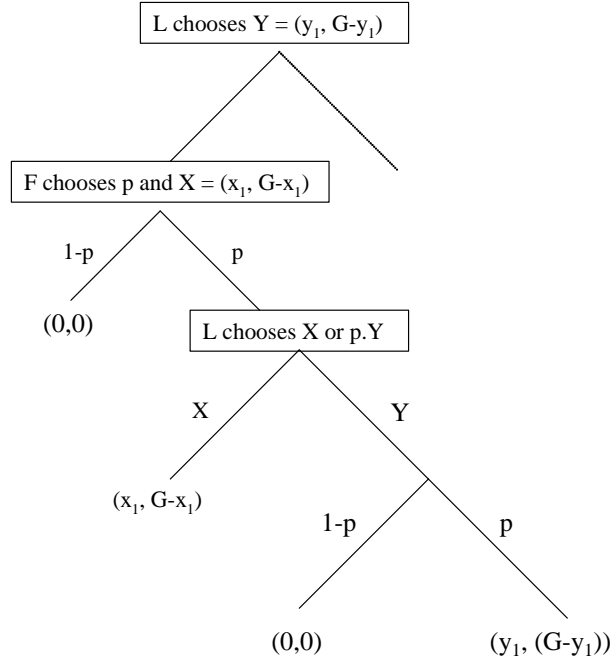 L chooses Y = (y₁, G-y₁)
F chooses p and X = (x₁, G-x₁)
1-p
p
(0,0)
L chooses X or p.Y
X
Y
(x₁, G-x₁)
1-p
p
(0,0)
(y₁, (G-y₁))